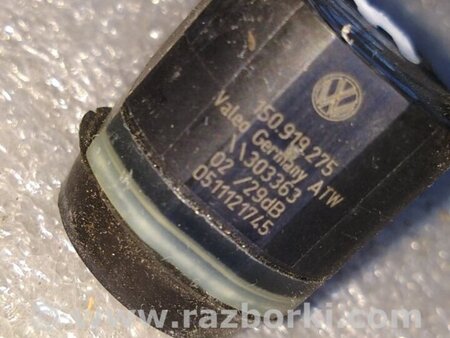 1S0.919.275
Valeo Germany ATW
\\303363
02 /29dB
0511121745
www.razborki.com